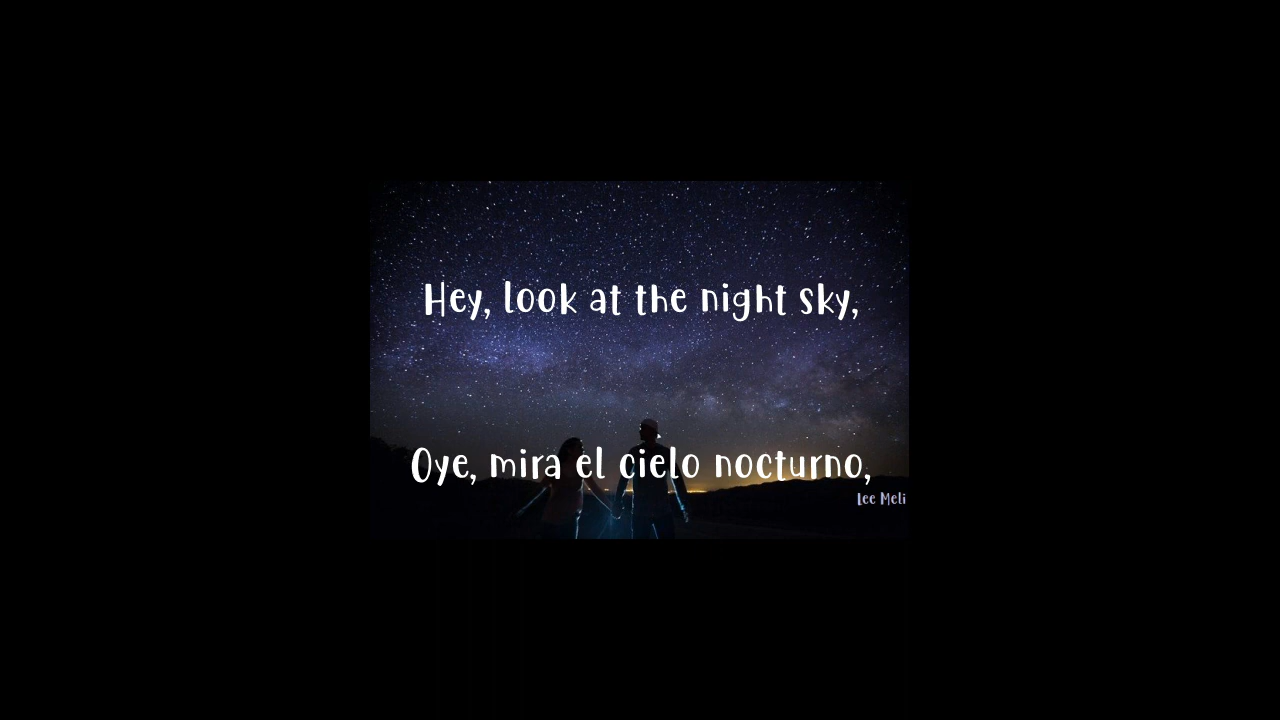 Hey, look at the night sky,
Oye, mira el cielo nocturno,
Lee Meli